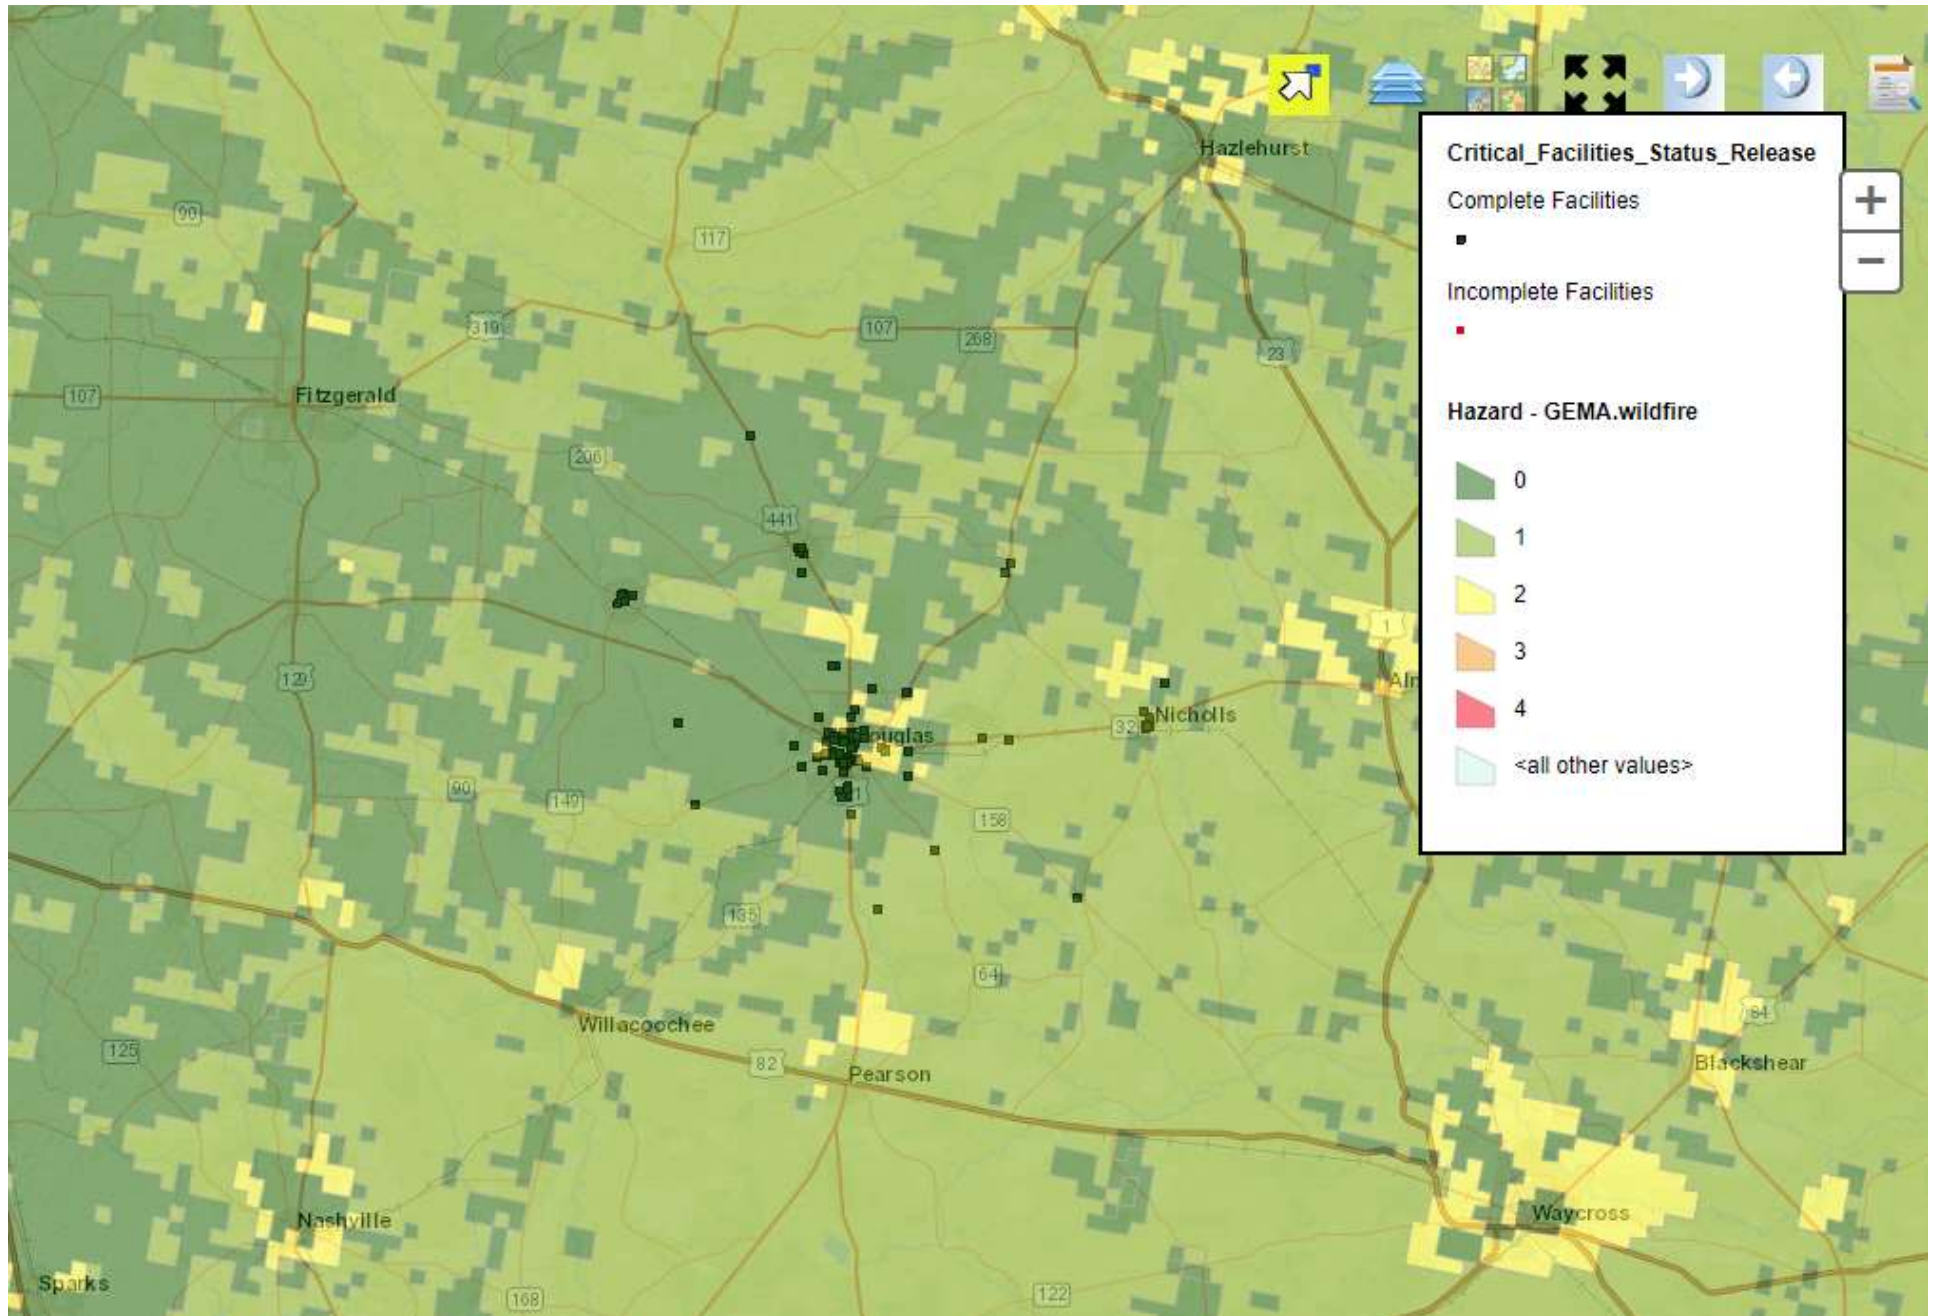 Hazlehurst
Critical_Facilities_Status_Release
Complete Facilities
+
90
117
−
Incomplete Facilities
319
107
268
23
107
Fitzgerald
Hazard - GEMA.wildfire
206
0
441
1
2
1
3
129
Nicholls
32
4
<all other values>
90
149
158
135
64
84
Willacoochee
125
82
Blackshear
Pearson
Nashville
Waycross
Sparks
168
122